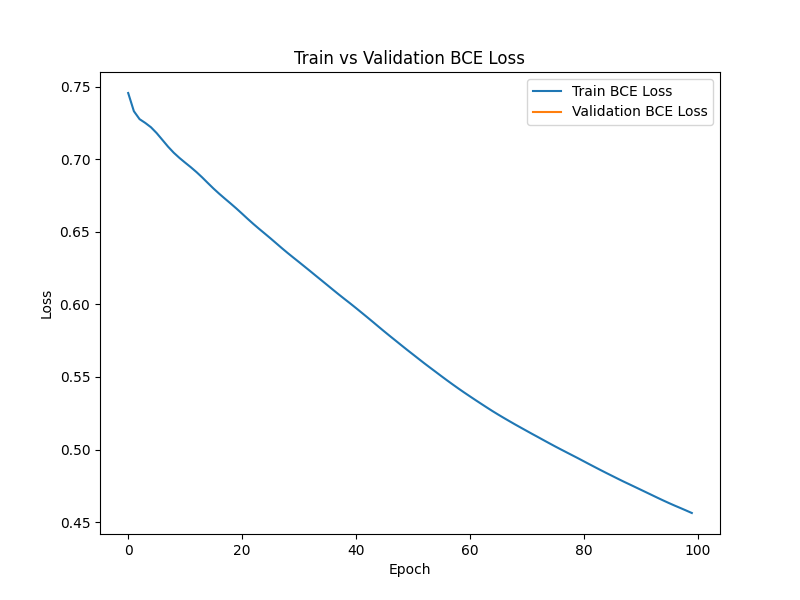 Train vs Validation BCE Loss
Train BCE Loss
Validation BCE Loss
0.75
0.70
0.65
0.60
0.55
0.50
0.45
Loss
0 20 40 60 80 100
Epoch